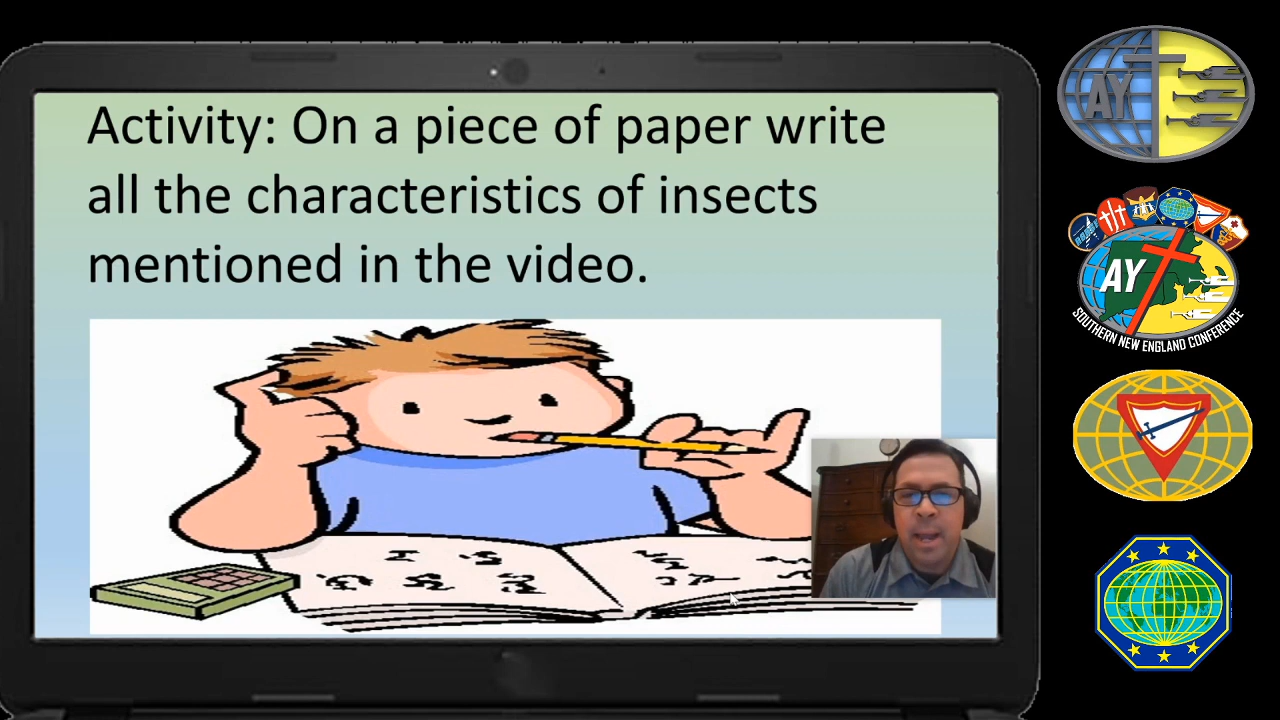 Activity: On a piece of paper write
all the characteristics of insects
mentioned in the video.
AY
AY
SOUTHERN NEW ENGLAND CONFERENCE